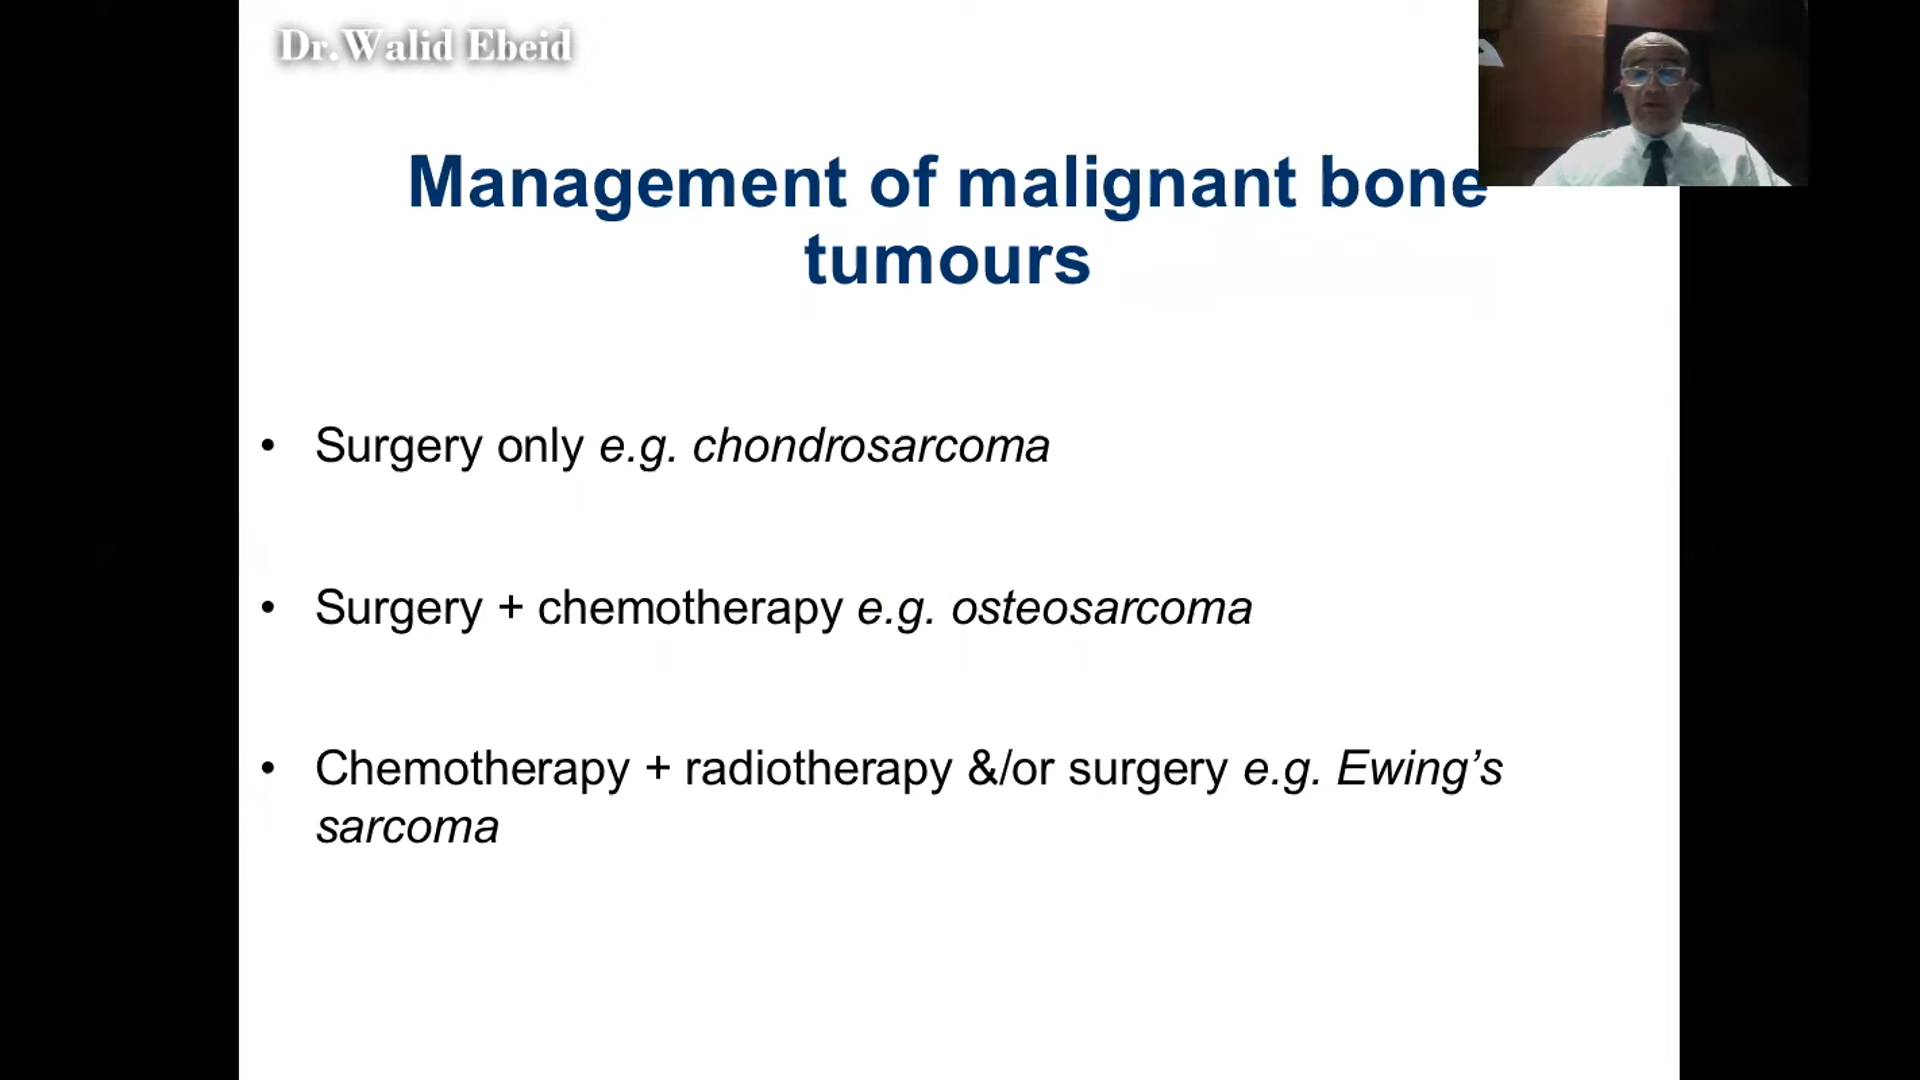 Dr.Walid Ebeid
Management of malignant bone
tumours
• Surgery only e.g. chondrosarcoma
• Surgery + chemotherapy e.g. osteosarcoma
• Chemotherapy + radiotherapy &/or surgery e.g. Ewing’s
sarcoma